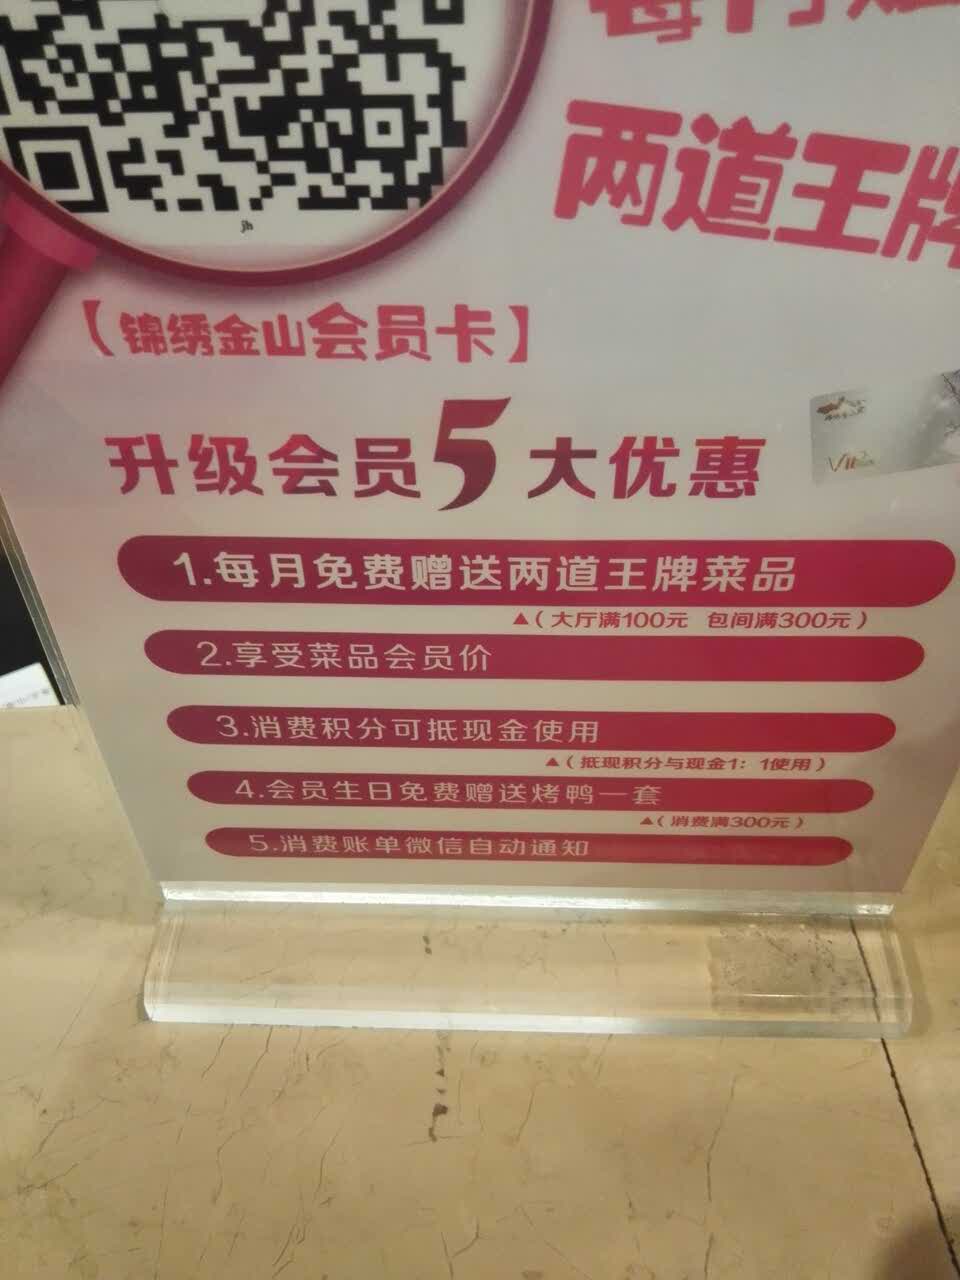 两道王牌
jh
【锦绣金山会员卡】
升级会员5大优惠
1.每月免费赠送两道王牌菜品
▲(大厅满100元 包间满300元)
2.享受菜品会员价
3.消费积分可抵现金使用
▲(抵现积分与现金1:1使用)
4.会员生日免费赠送烤鸭一套
▲(消费满300元)
5.消费账单微信自动通知